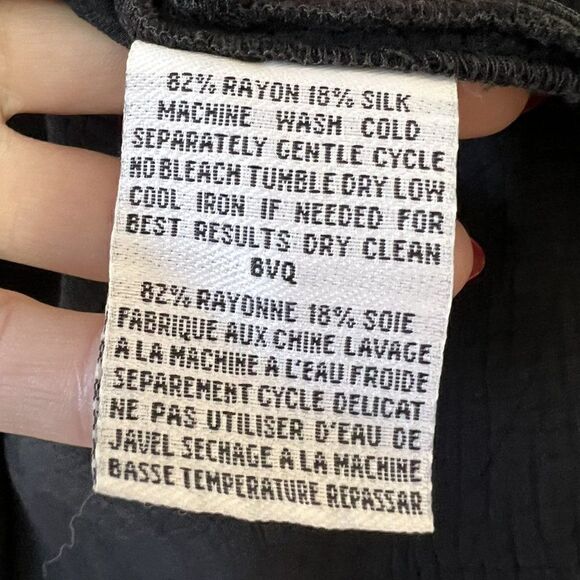 82% RAYON 18% SILK
MACHINE WASH COLD
SEPARATELY GENTLE CYCLE
NO BLEACH TUMBLE DRY LOW
COOL IRON IF NEEDED FOR
BEST RESULTS DRY CLEAN
BVQ
82% RAYONNE 18% SOIE
FABRIQUE AUX CHINE LAVAGE
A LA MACHINE A L'EAU FROIDE
SEPAREMENT CYCLE DELICAT
NE PAS UTILISER D'EAU DE
JAVEL SECHAGE A LA MACHINE
BASSE TEMPERATURE REPASSAR